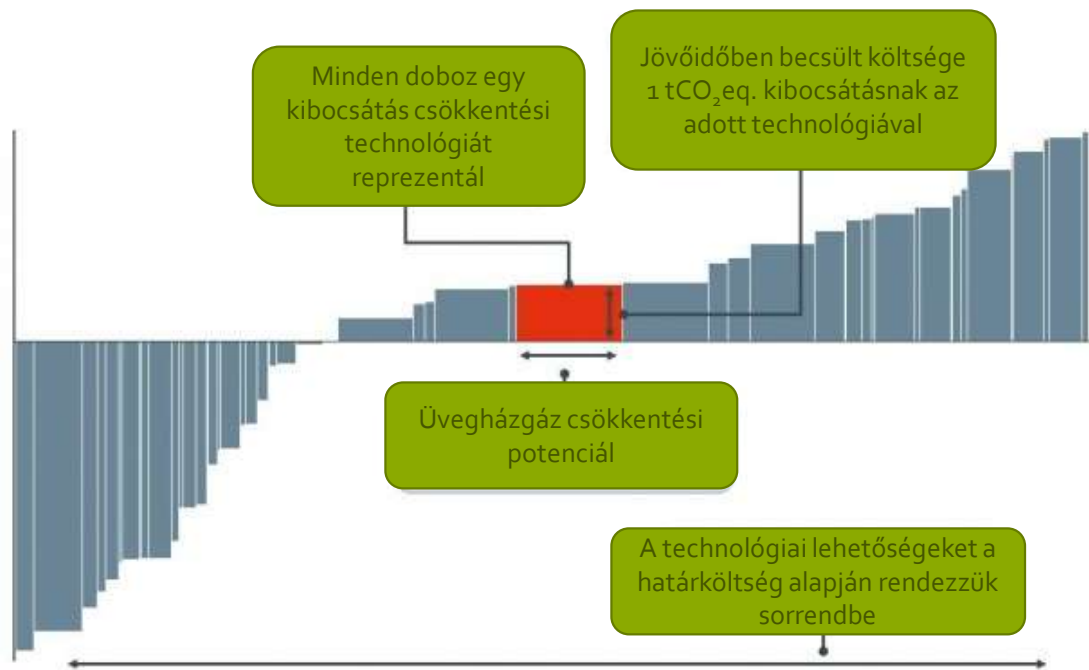 Minden doboz egy
kibocsátás csökkentési
technológiát
reprezentál
Jövőidőben becsült költsége
1 tCO₂eq. kibocsátásnak az
adott technológiával
Üvegházgáz csökkentési
potenciál
A technológiai lehetőségeket a
határköltség alapján rendezzük
sorrendbe